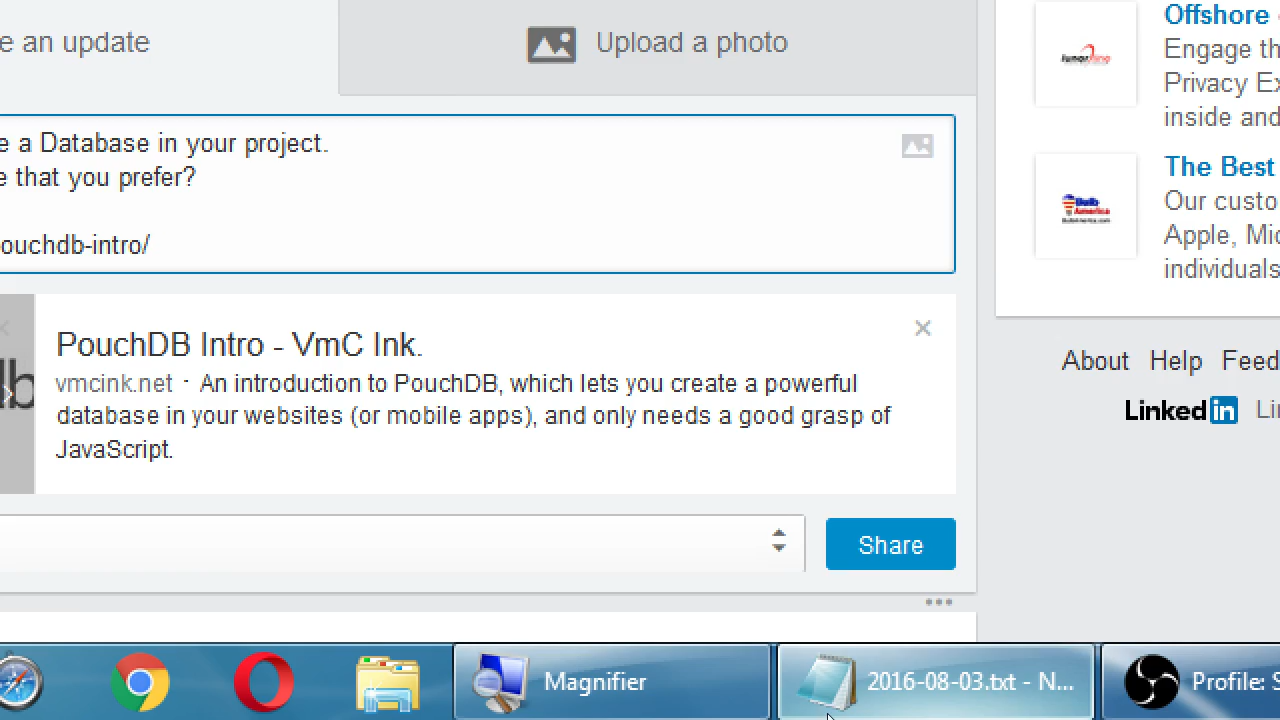 e an update
Upload a photo
e a Database in your project.
e that you prefer?
ouchdb-intro/
PouchDB Intro - VmC Ink.
vmcink.net · An introduction to PouchDB, which lets you create a powerful
database in your websites (or mobile apps), and only needs a good grasp of
JavaScript.
Share
Offshore
Engage th
Privacy Ex
inside and
The Best
Our custo
Apple, Mic
individuals
About Help Feed
Linked in Lin
Magnifier
2016-08-03.txt - N...
Profile: S